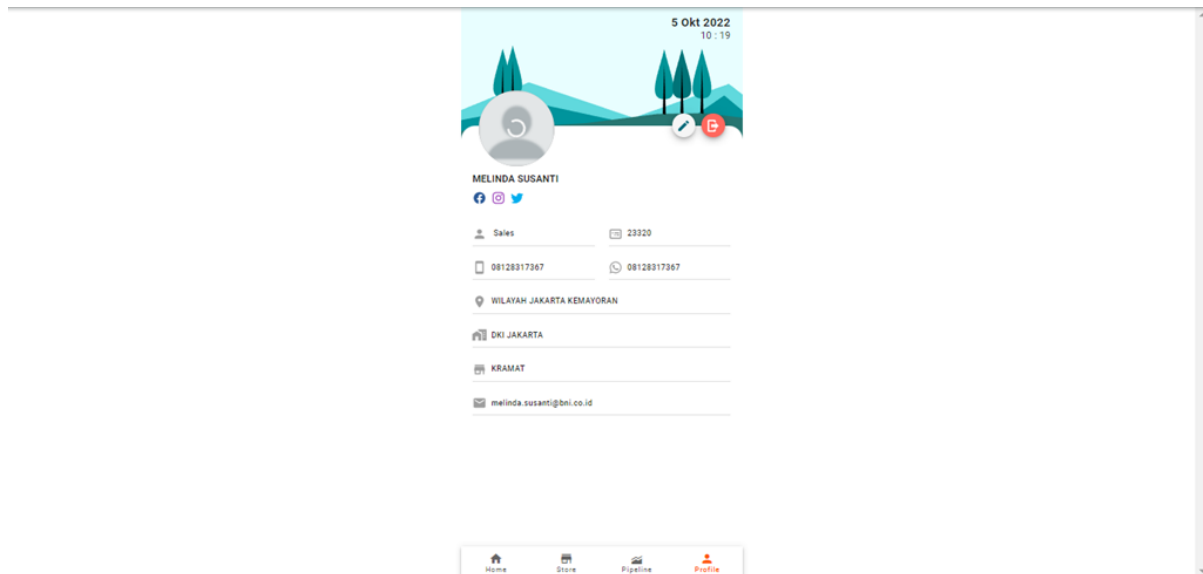 5 Okt 2022
10 : 19
MELINDA SUSANTI
Sales
23320
08128317367
08128317367
WILAYAH JAKARTA KEMAYORAN
DKI JAKARTA
KRAMAT
melinda.susanti@bni.co.id
Home
Store
Pipeline
Profile